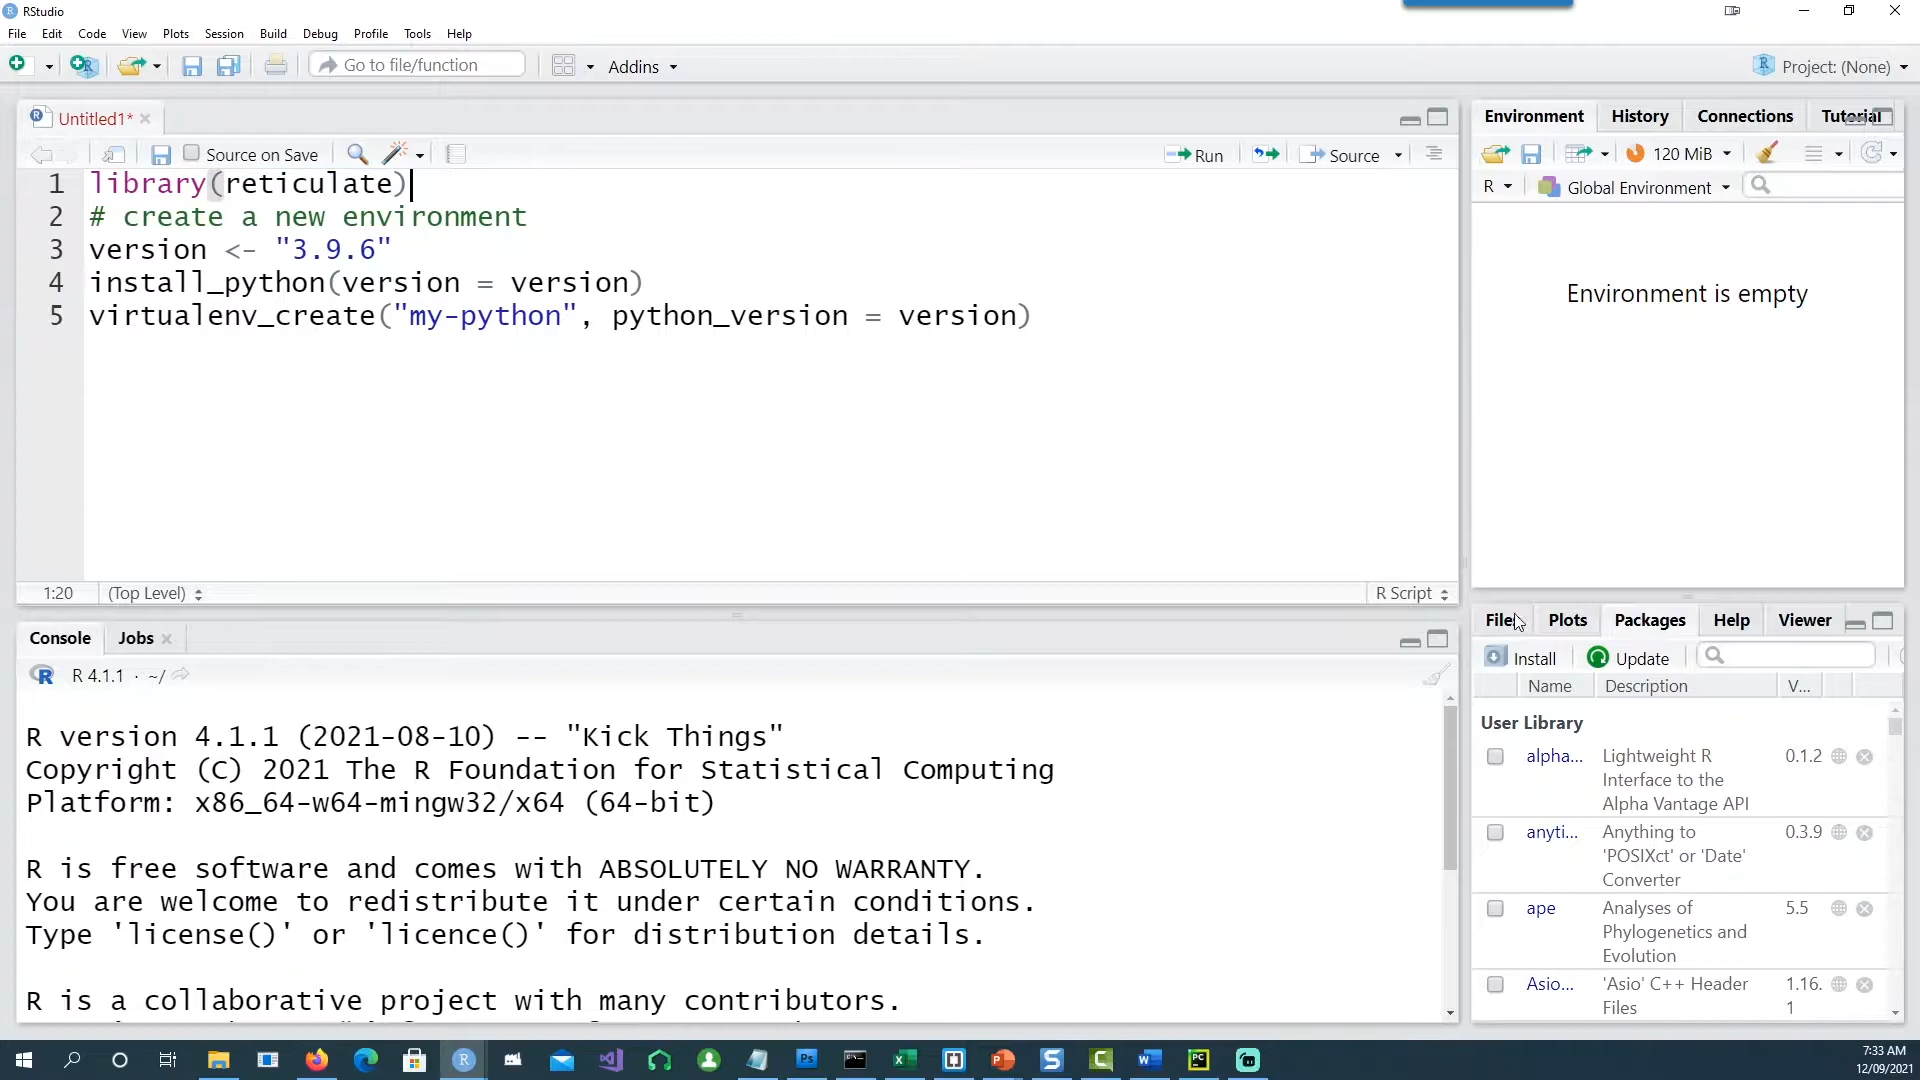 RStudio
File Edit Code View Plots Session Build Debug Profile Tools Help
Go to file/function Addins Project: (None)
Untitled1*
Source on Save Run Source
1 library(reticulate)
2 # create a new environment
3 version <- "3.9.6"
4 install_python(version = version)
5 virtualenv_create("my-python", python_version = version)
1:20 (Top Level) R Script
Console Jobs
R 4.1.1 · ~/
R version 4.1.1 (2021-08-10) -- "Kick Things"
Copyright (C) 2021 The R Foundation for Statistical Computing
Platform: x86_64-w64-mingw32/x64 (64-bit)
R is free software and comes with ABSOLUTELY NO WARRANTY.
You are welcome to redistribute it under certain conditions.
Type 'license()' or 'licence()' for distribution details.
R is a collaborative project with many contributors.
Environment History Connections Tutorial
120 MiB
R Global Environment
Environment is empty
Files Plots Packages Help Viewer
Install Update
Name Description V...
User Library
alpha... Lightweight R 0.1.2
Interface to the
Alpha Vantage API
anyti... Anything to 0.3.9
'POSIXct' or 'Date'
Converter
ape Analyses of 5.5
Phylogenetics and
Evolution
Asio... 'Asio' C++ Header 1.16.
Files 1
7:33 AM
12/09/2021